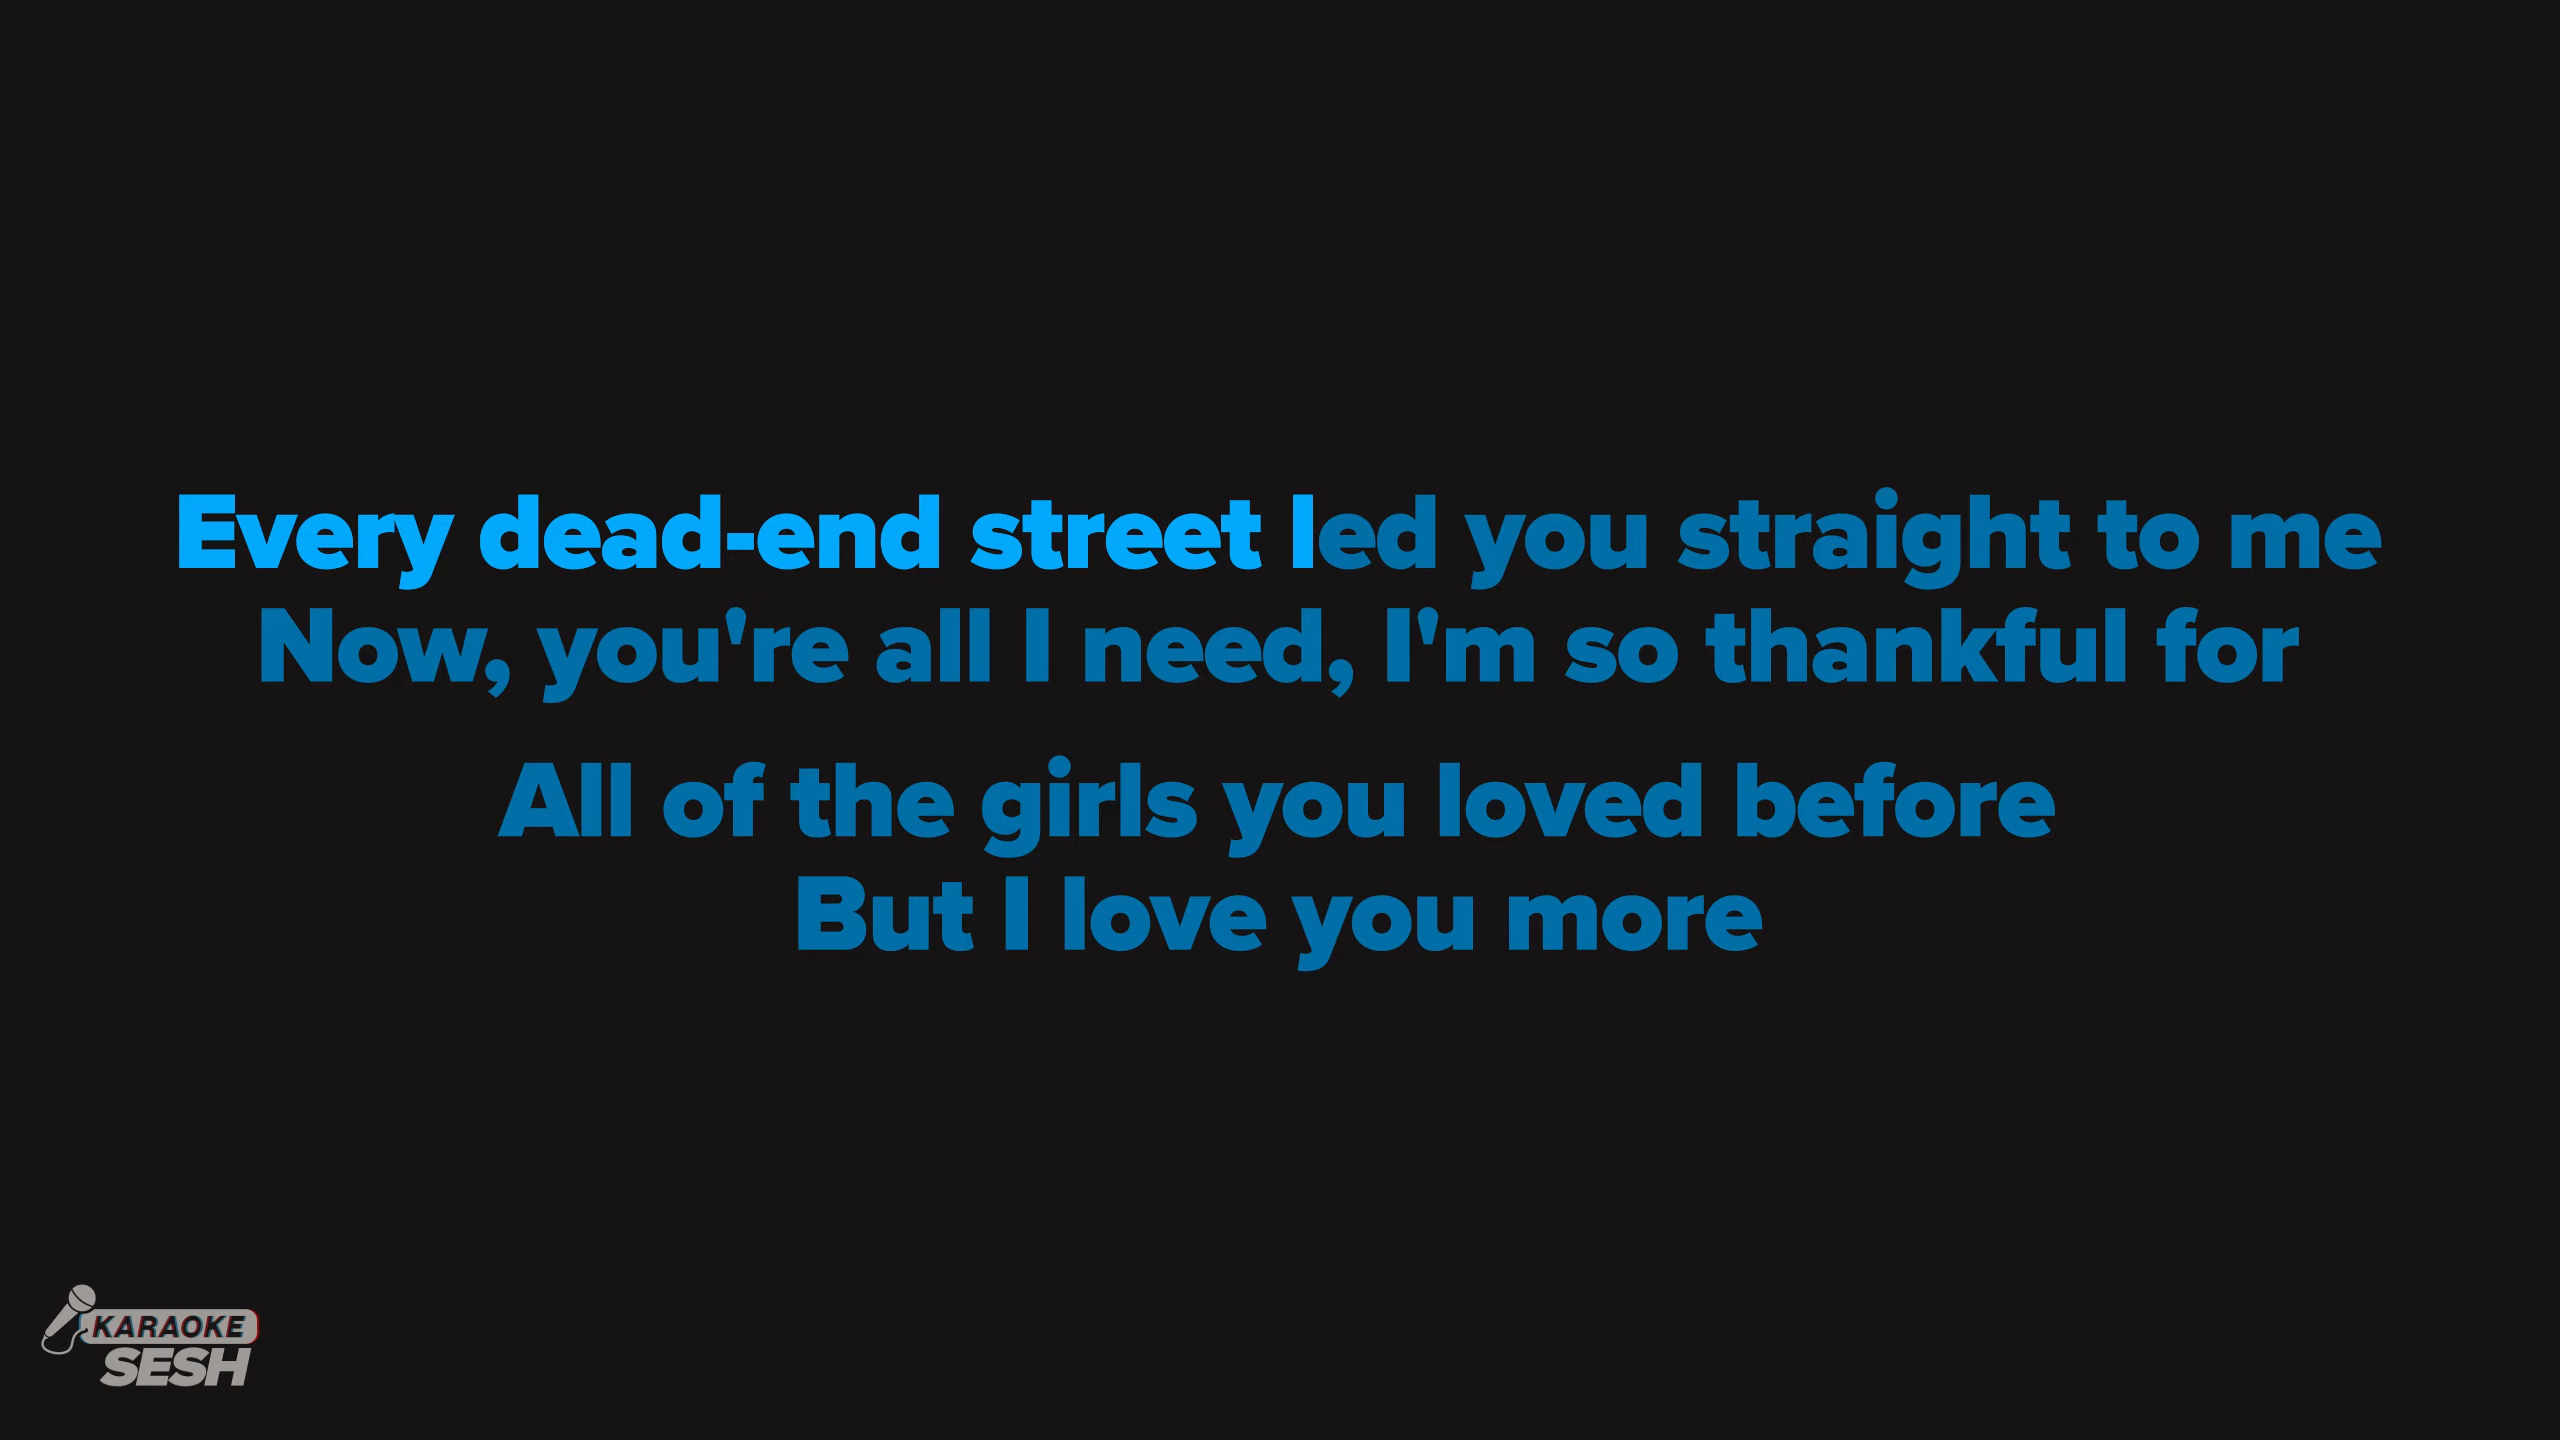 Every dead-end street led you straight to me
Now, you're all I need, I'm so thankful for
All of the girls you loved before
But I love you more
KARAOKE
SESH